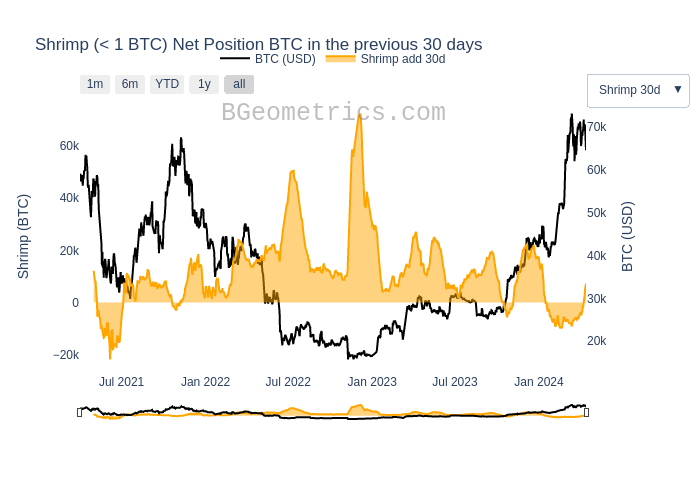 Shrimp (< 1 BTC) Net Position BTC in the previous 30 days
BTC (USD) Shrimp add 30d
1m 6m YTD 1y all
Shrimp 30d ▼
BGeometrics.com
60k
40k
20k
0
−20k
Shrimp (BTC)
70k
60k
50k
40k
30k
20k
BTC (USD)
Jul 2021 Jan 2022 Jul 2022 Jan 2023 Jul 2023 Jan 2024